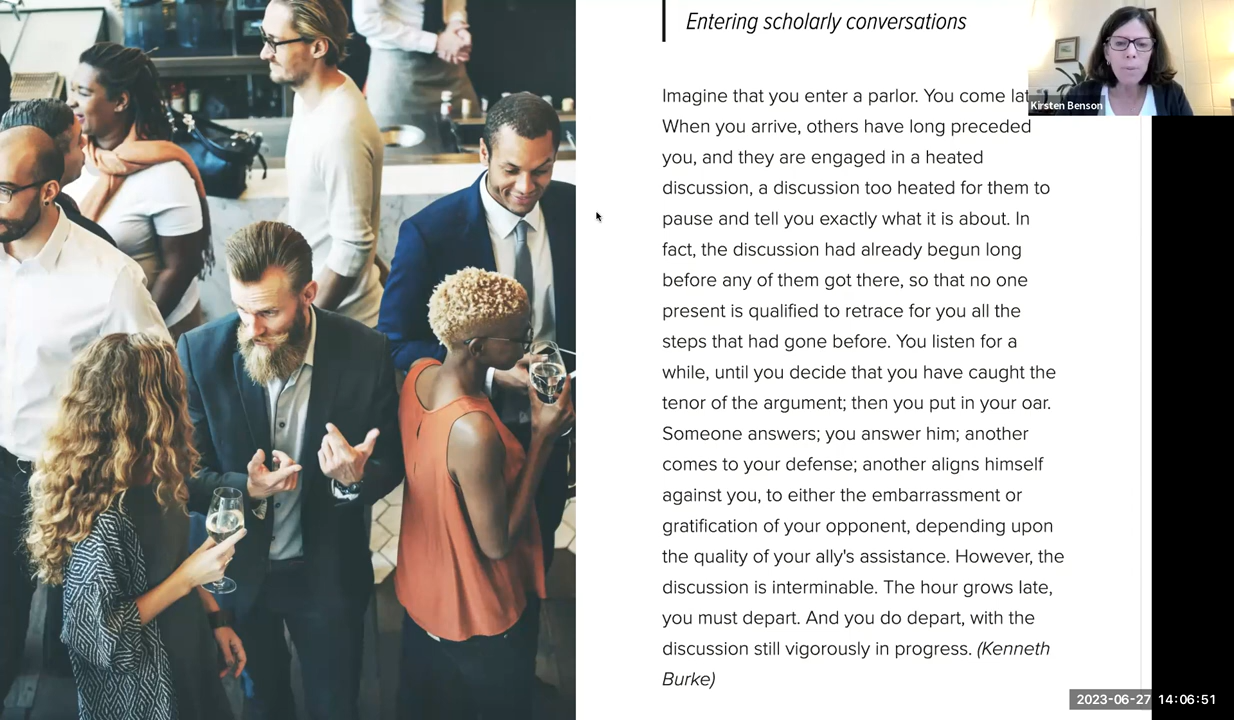 Entering scholarly conversations
Kirsten Benson
Imagine that you enter a parlor. You come
When you arrive, others have long preceded
you, and they are engaged in a heated
discussion, a discussion too heated for them to
pause and tell you exactly what it is about. In
fact, the discussion had already begun long
before any of them got there, so that no one
present is qualified to retrace for you all the
steps that had gone before. You listen for a
while, until you decide that you have caught the
tenor of the argument; then you put in your oar.
Someone answers; you answer him; another
comes to your defense; another aligns himself
against you, to either the embarrassment or
gratification of your opponent, depending upon
the quality of your ally's assistance. However, the
discussion is interminable. The hour grows late,
you must depart. And you do depart, with the
discussion still vigorously in progress. (Kenneth
Burke)
2023-06-27 14:06:51